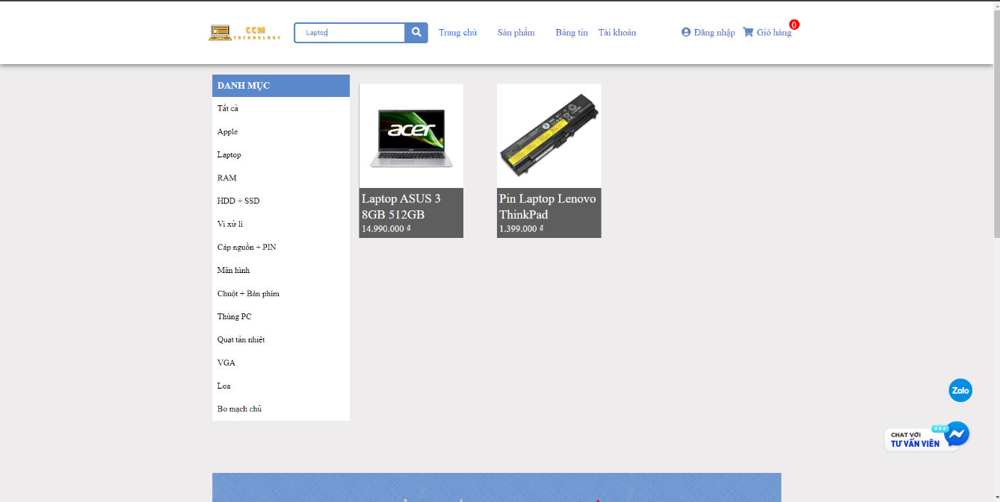 CCM
TECHNOLOGY
Laptop
Trang chủ
Sản phẩm
Bảng tin
Tài khoản
Đăng nhập
Giỏ hàng
0
DANH MỤC
Tất cả
Apple
Laptop
RAM
HDD + SSD
Vi xử lí
Cáp nguồn + PIN
Màn hình
Chuột + Bàn phím
Thùng PC
Quạt tản nhiệt
VGA
Loa
Bo mạch chủ
acer
Laptop ASUS 3
8GB 512GB
14.990.000 ₫
Pin Laptop Lenovo
ThinkPad
1.399.000 ₫
Zalo
CHAT VỚI
TƯ VẤN VIÊN